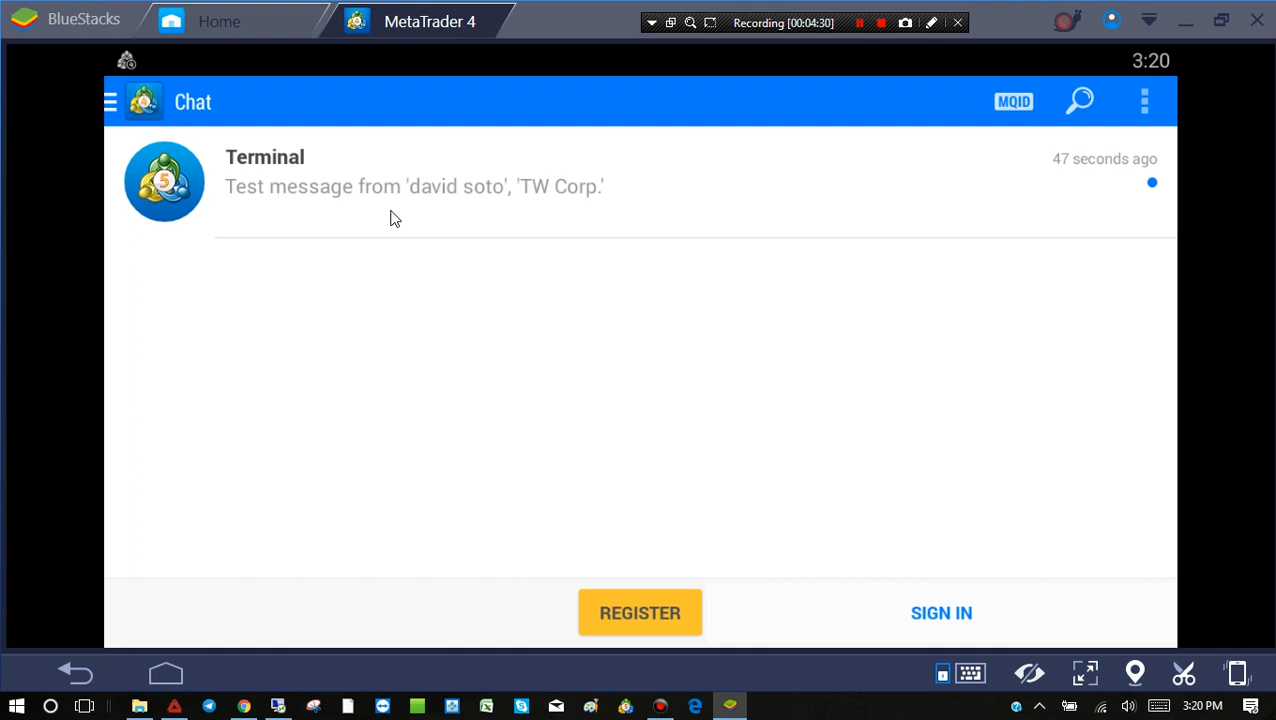 BlueStacks
Home
MetaTrader 4
Recording [00:04:30]
3:20
Chat
MQID
Terminal
47 seconds ago
Test message from 'david soto', 'TW Corp.'
REGISTER
SIGN IN
3:20 PM